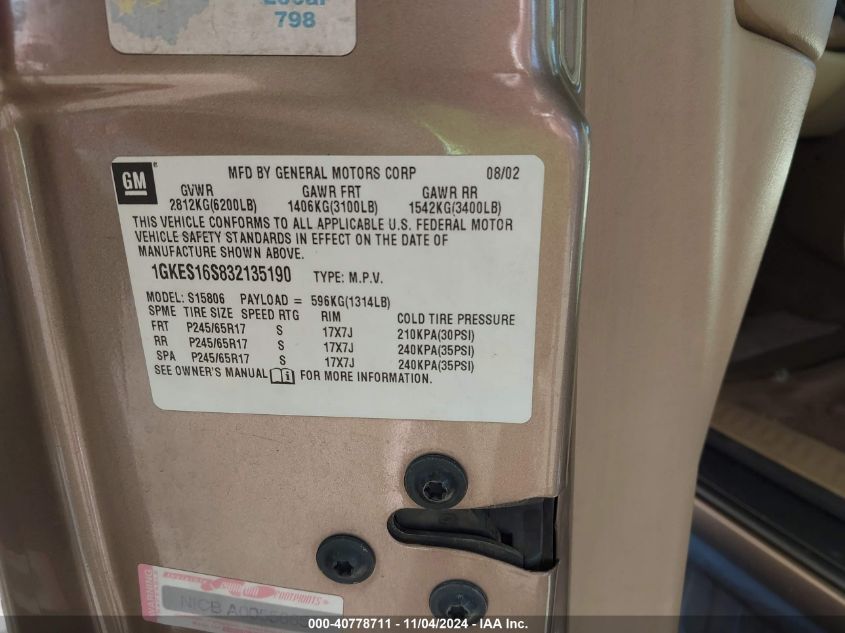 Local
798
GM
MFD BY GENERAL MOTORS CORP 08/02
GVWR GAWR FRT GAWR RR
2812KG(6200LB) 1406KG(3100LB) 1542KG(3400LB)
THIS VEHICLE CONFORMS TO ALL APPLICABLE U.S. FEDERAL MOTOR
VEHICLE SAFETY STANDARDS IN EFFECT ON THE DATE OF
MANUFACTURE SHOWN ABOVE.
1GKES16S832135190 TYPE: M.P.V.
MODEL: S15806 PAYLOAD = 596KG(1314LB)
SPME TIRE SIZE SPEED RTG RIM COLD TIRE PRESSURE
FRT P245/65R17 S 17X7J 210KPA(30PSI)
RR P245/65R17 S 17X7J 240KPA(35PSI)
SPA P245/65R17 S 17X7J 240KPA(35PSI)
SEE OWNER'S MANUAL i FOR MORE INFORMATION.
WARNING
FOOTPRINTS
NICB
000-40778711 - 11/04/2024 - IAA Inc.